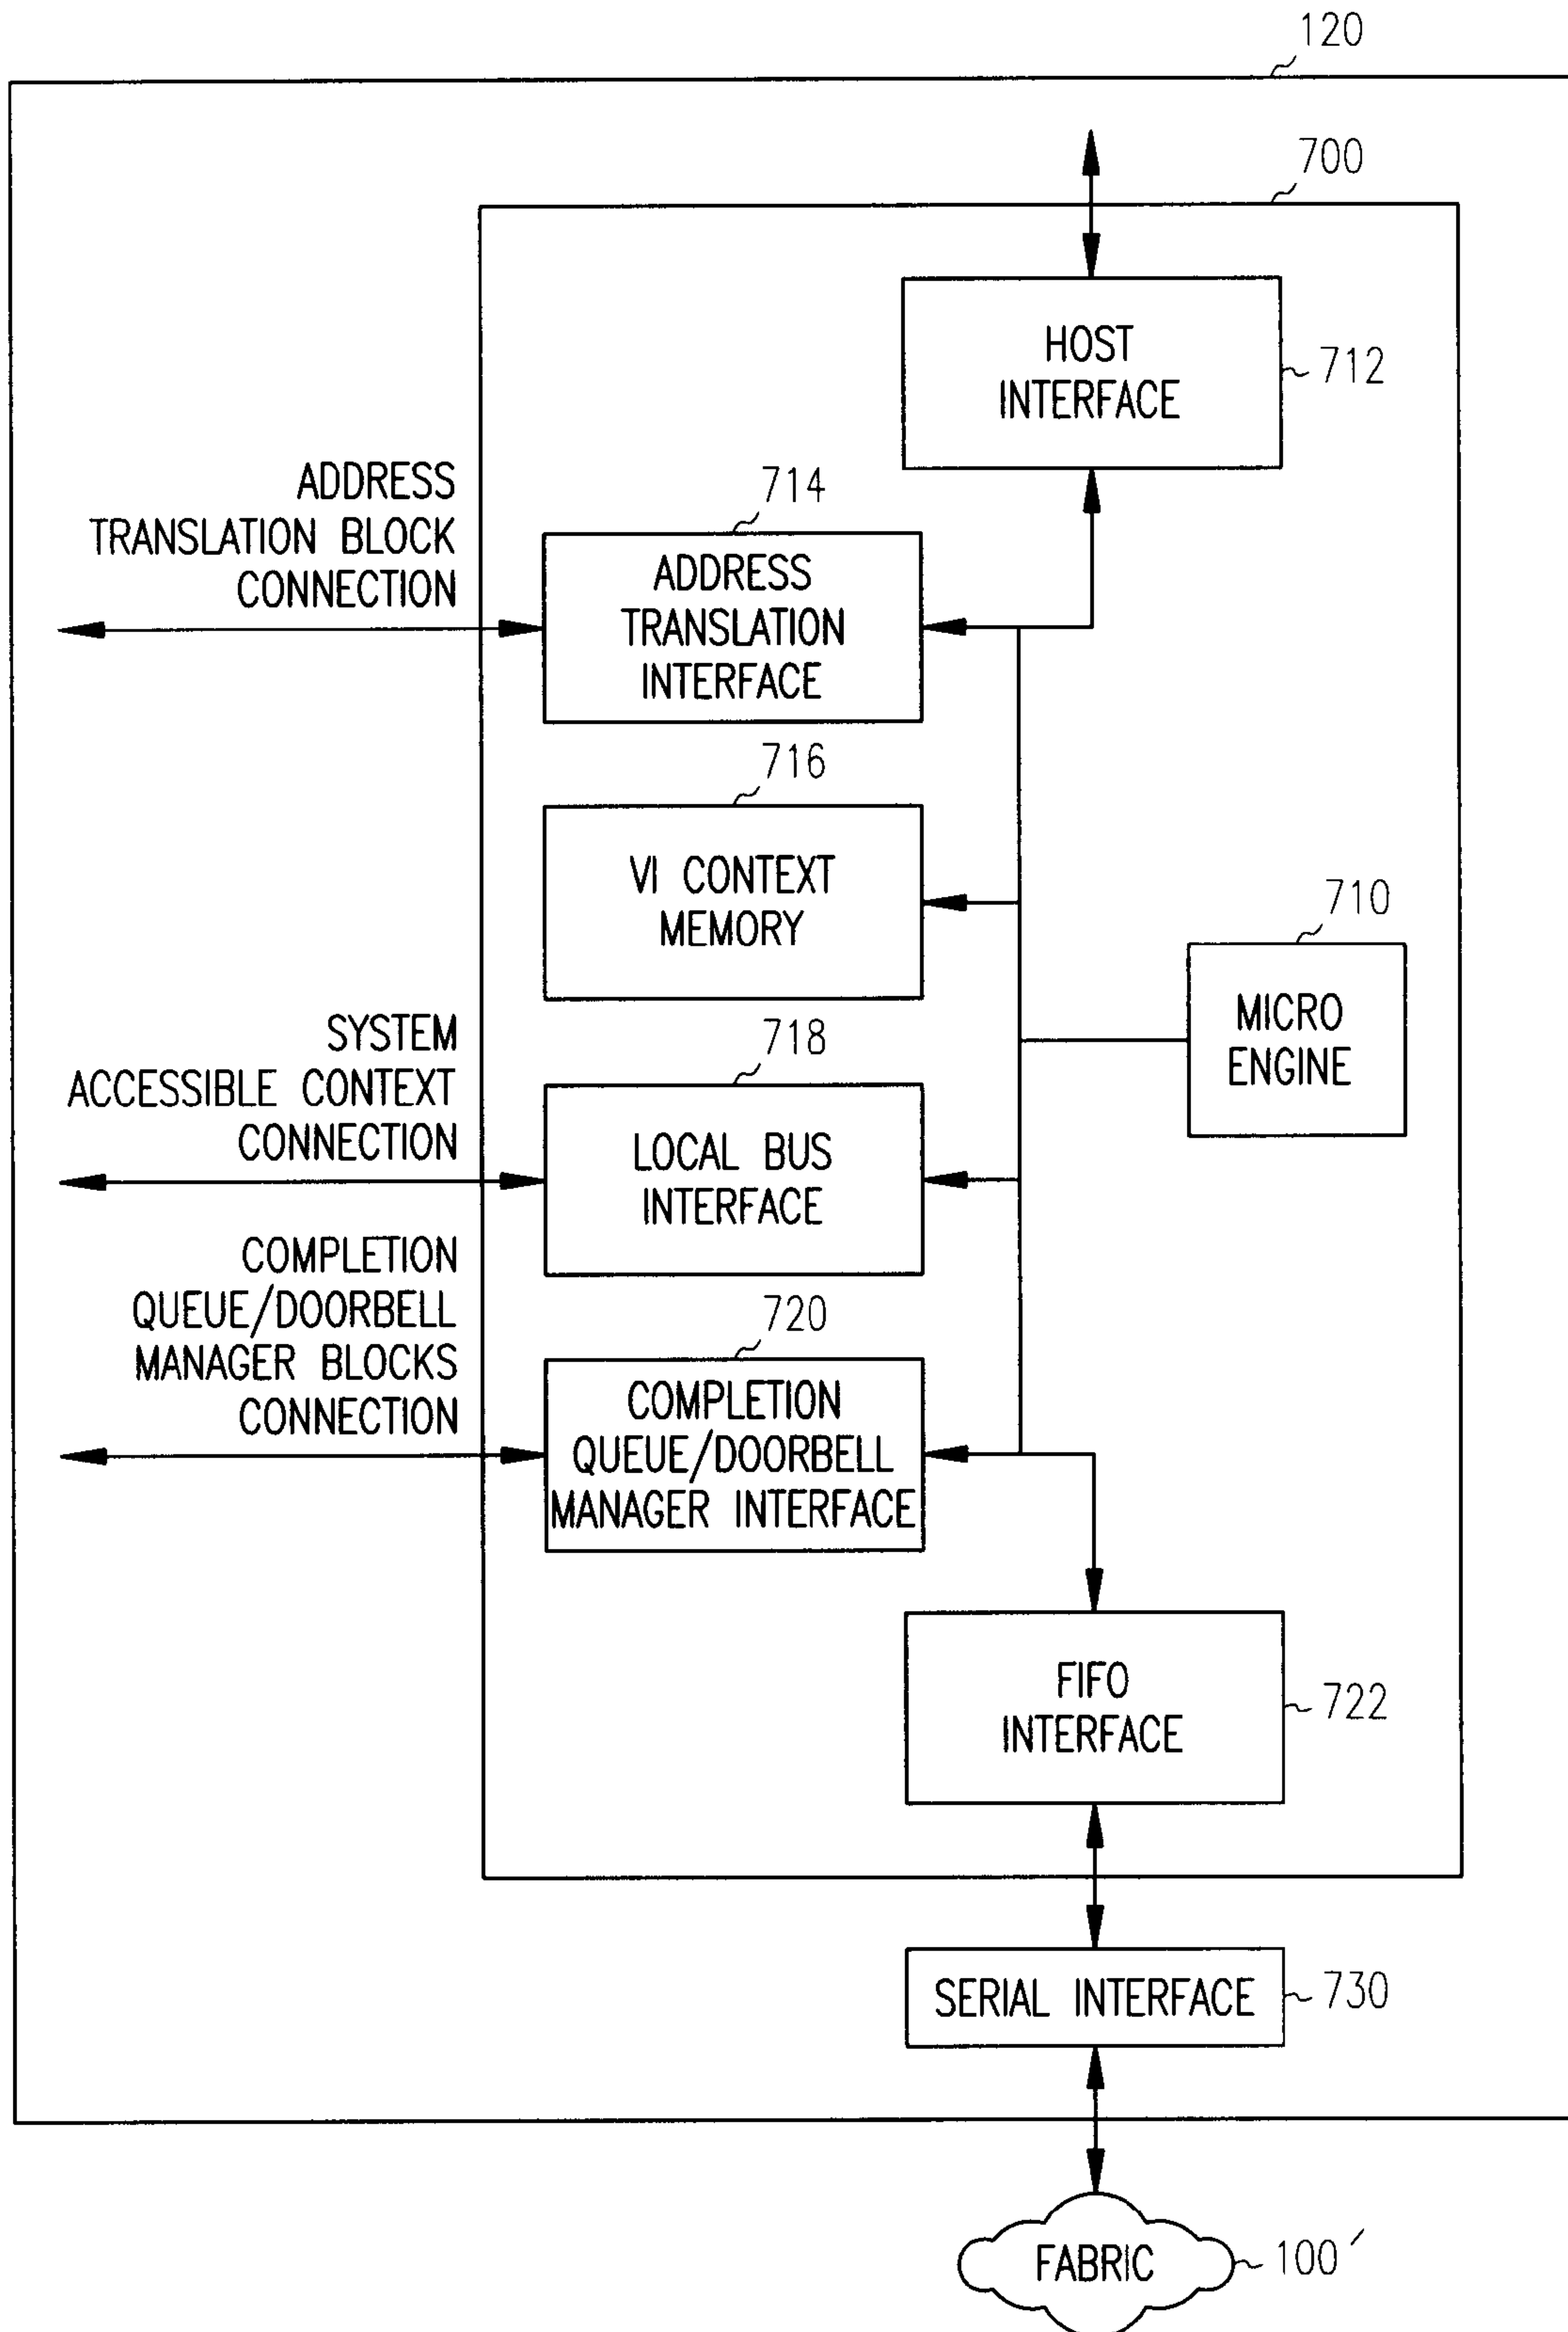 120
700
HOST
INTERFACE
712
ADDRESS
TRANSLATION BLOCK
CONNECTION
714
ADDRESS
TRANSLATION
INTERFACE
716
VI CONTEXT
MEMORY
710
MICRO
ENGINE
SYSTEM
ACCESSIBLE CONTEXT
CONNECTION
718
LOCAL BUS
INTERFACE
COMPLETION
QUEUE/DOORBELL
MANAGER BLOCKS
CONNECTION
720
COMPLETION
QUEUE/DOORBELL
MANAGER INTERFACE
FIFO
INTERFACE
722
SERIAL INTERFACE
730
FABRIC
100′